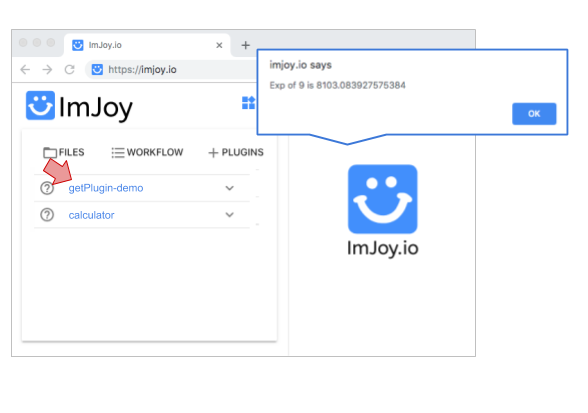 ImJoy.io
https://imjoy.io
imjoy.io says
Exp of 9 is 8103.083927575384
OK
ImJoy
FILES WORKFLOW + PLUGINS
getPlugin-demo
calculator
ImJoy.io